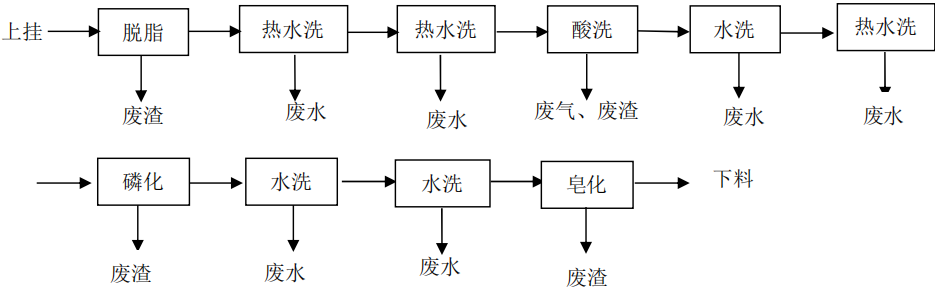 上挂 脱脂 热水洗 热水洗 酸洗 水洗 热水洗
废渣 废水 废水 废气、废渣 废水 废水
磷化 水洗 水洗 皂化 下料
废渣 废水 废水 废渣